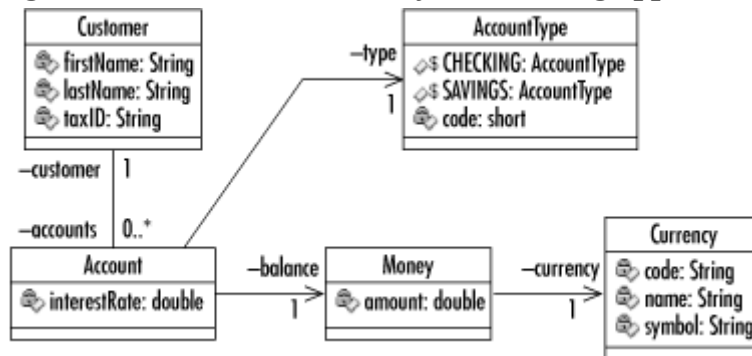 Customer
firstName: String
lastName: String
taxID: String
AccountType
$ CHECKING: AccountType
$ SAVINGS: AccountType
code: short
–type
1
–customer 1
–accounts 0..*
Account
interestRate: double
–balance
1
Money
amount: double
–currency
1
Currency
code: String
name: String
symbol: String